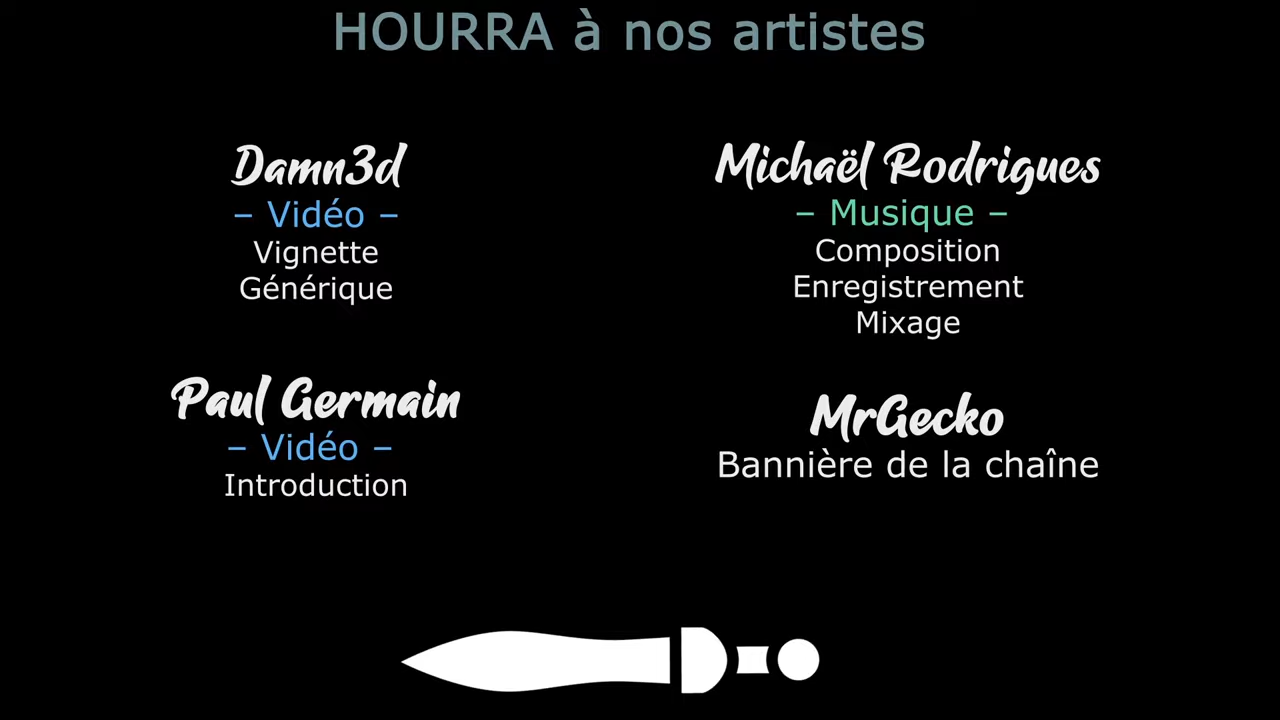 HOURRA à nos artistes
Damn3d
– Vidéo –
Vignette
Générique
Michaël Rodrigues
– Musique –
Composition
Enregistrement
Mixage
Paul Germain
– Vidéo –
Introduction
MrGecko
Bannière de la chaîne